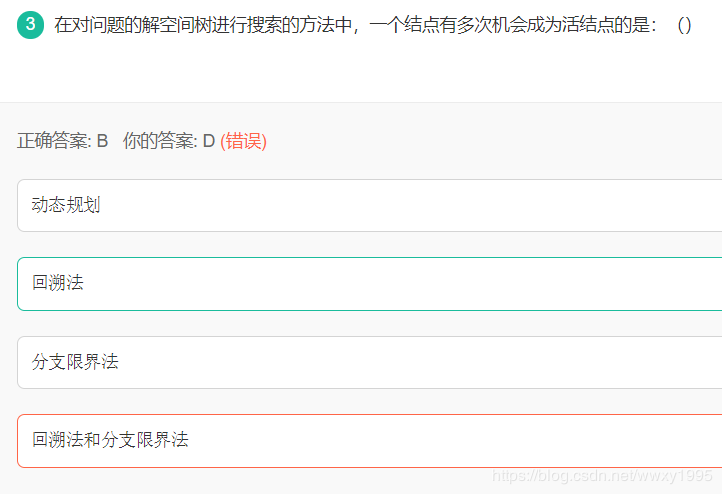 3 在对问题的解空间树进行搜索的方法中，一个结点有多次机会成为活结点的是：（）
正确答案: B 你的答案: D (错误)
动态规划
回溯法
分支限界法
回溯法和分支限界法
https://blog.csdn.net/wwxy1995